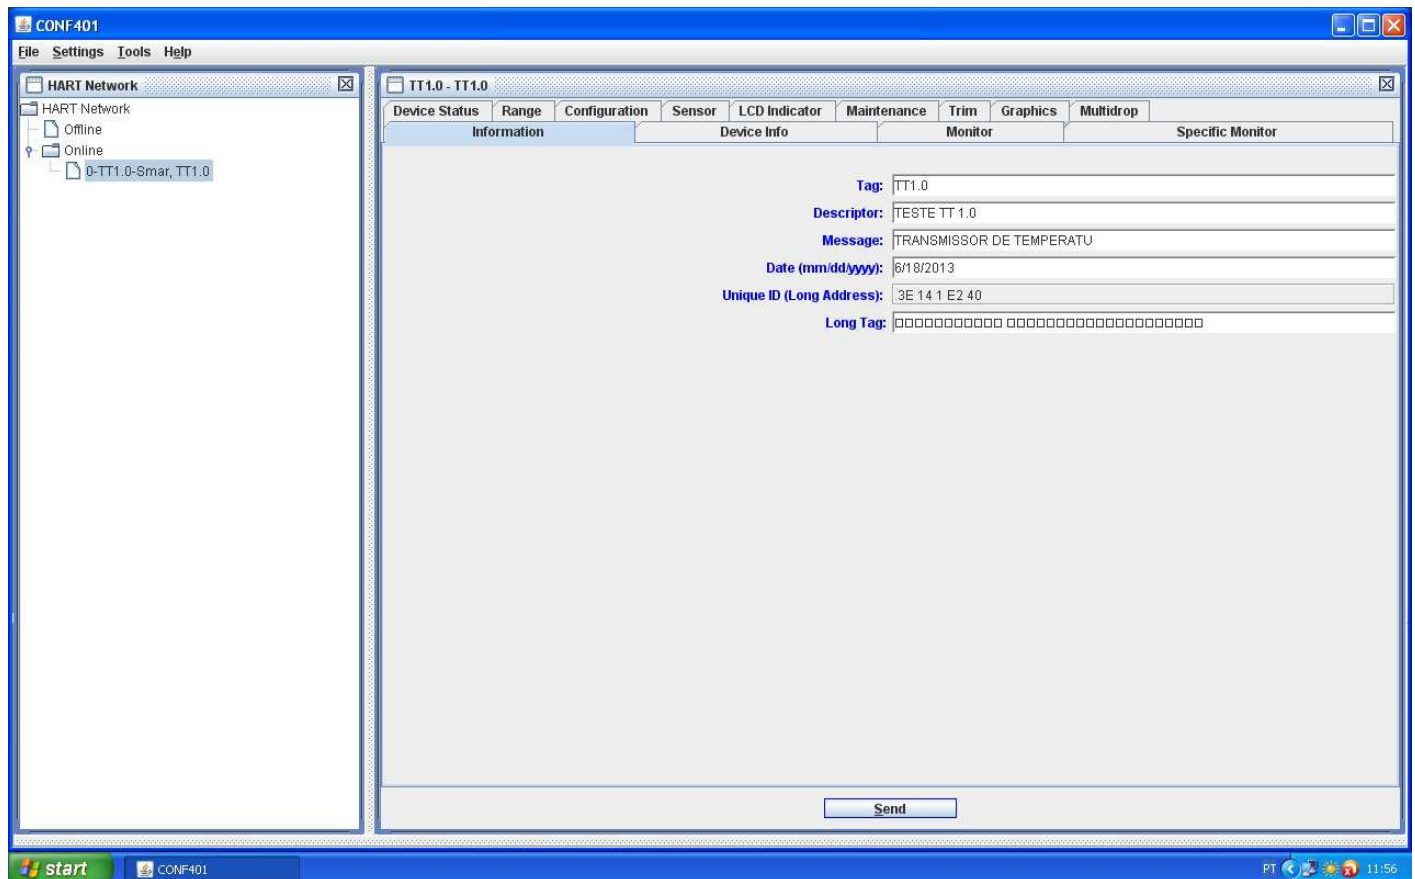 CONF401
File Settings Tools Help
HART Network
HART Network
Offline
Online
0-TT1.0-Smar, TT1.0
TT1.0 - TT1.0
Device Status Range Configuration Sensor LCD Indicator Maintenance Trim Graphics Multidrop
Information Device Info Monitor Specific Monitor
Tag: TT1.0
Descriptor: TESTE TT 1.0
Message: TRANSMISSOR DE TEMPERATU
Date (mm/dd/yyyy): 6/18/2013
Unique ID (Long Address): 3E 14 1 E2 40
Long Tag: □□□□□□□□□□□ □□□□□□□□□□□□□□□□□□□□
Send
start CONF401 PT 11:56